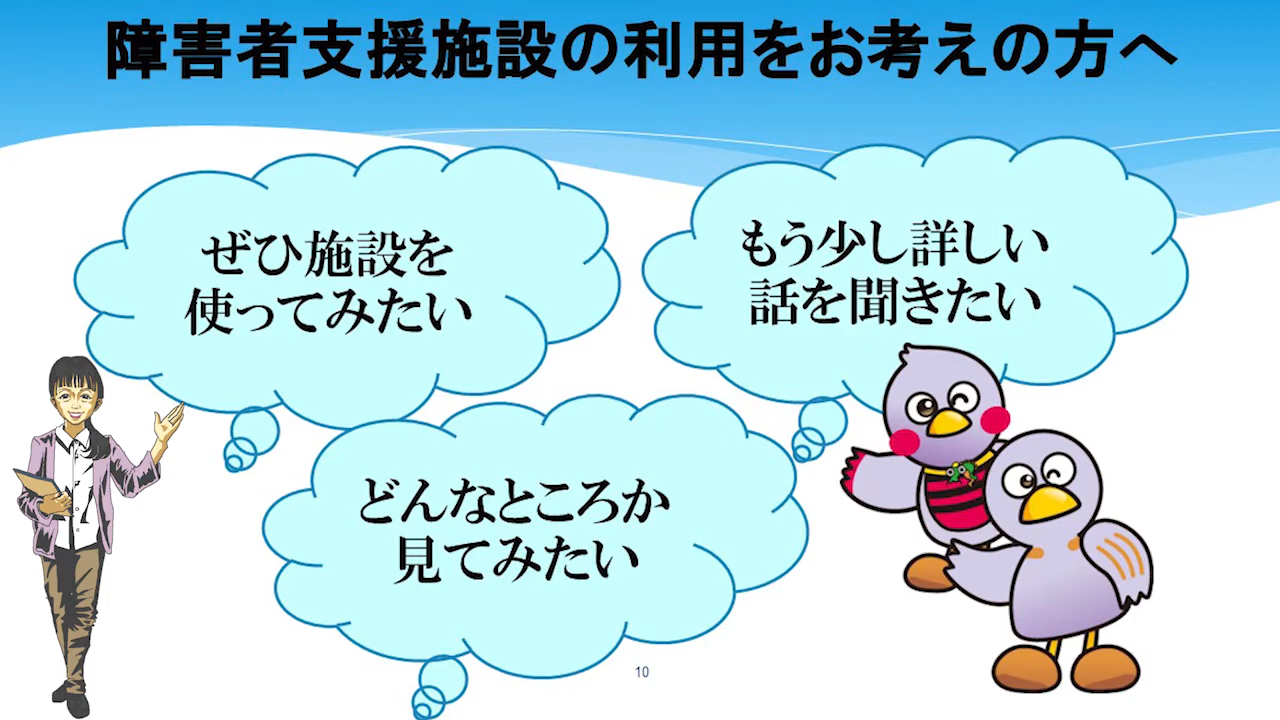 障害者支援施設の利用をお考えの方へ
ぜひ施設を
使ってみたい
もう少し詳しい
話を聞きたい
どんなところか
見てみたい
10